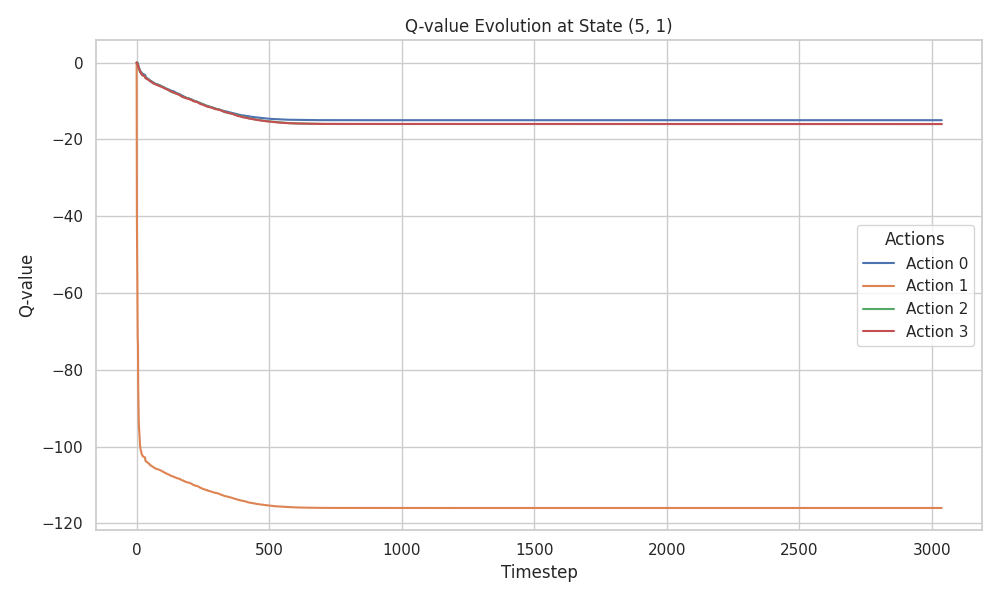 Q-value Evolution at State (5, 1)
Q-value
0
−20
−40
−60
−80
−100
−120
Actions
Action 0
Action 1
Action 2
Action 3
0 500 1000 1500 2000 2500 3000
Timestep